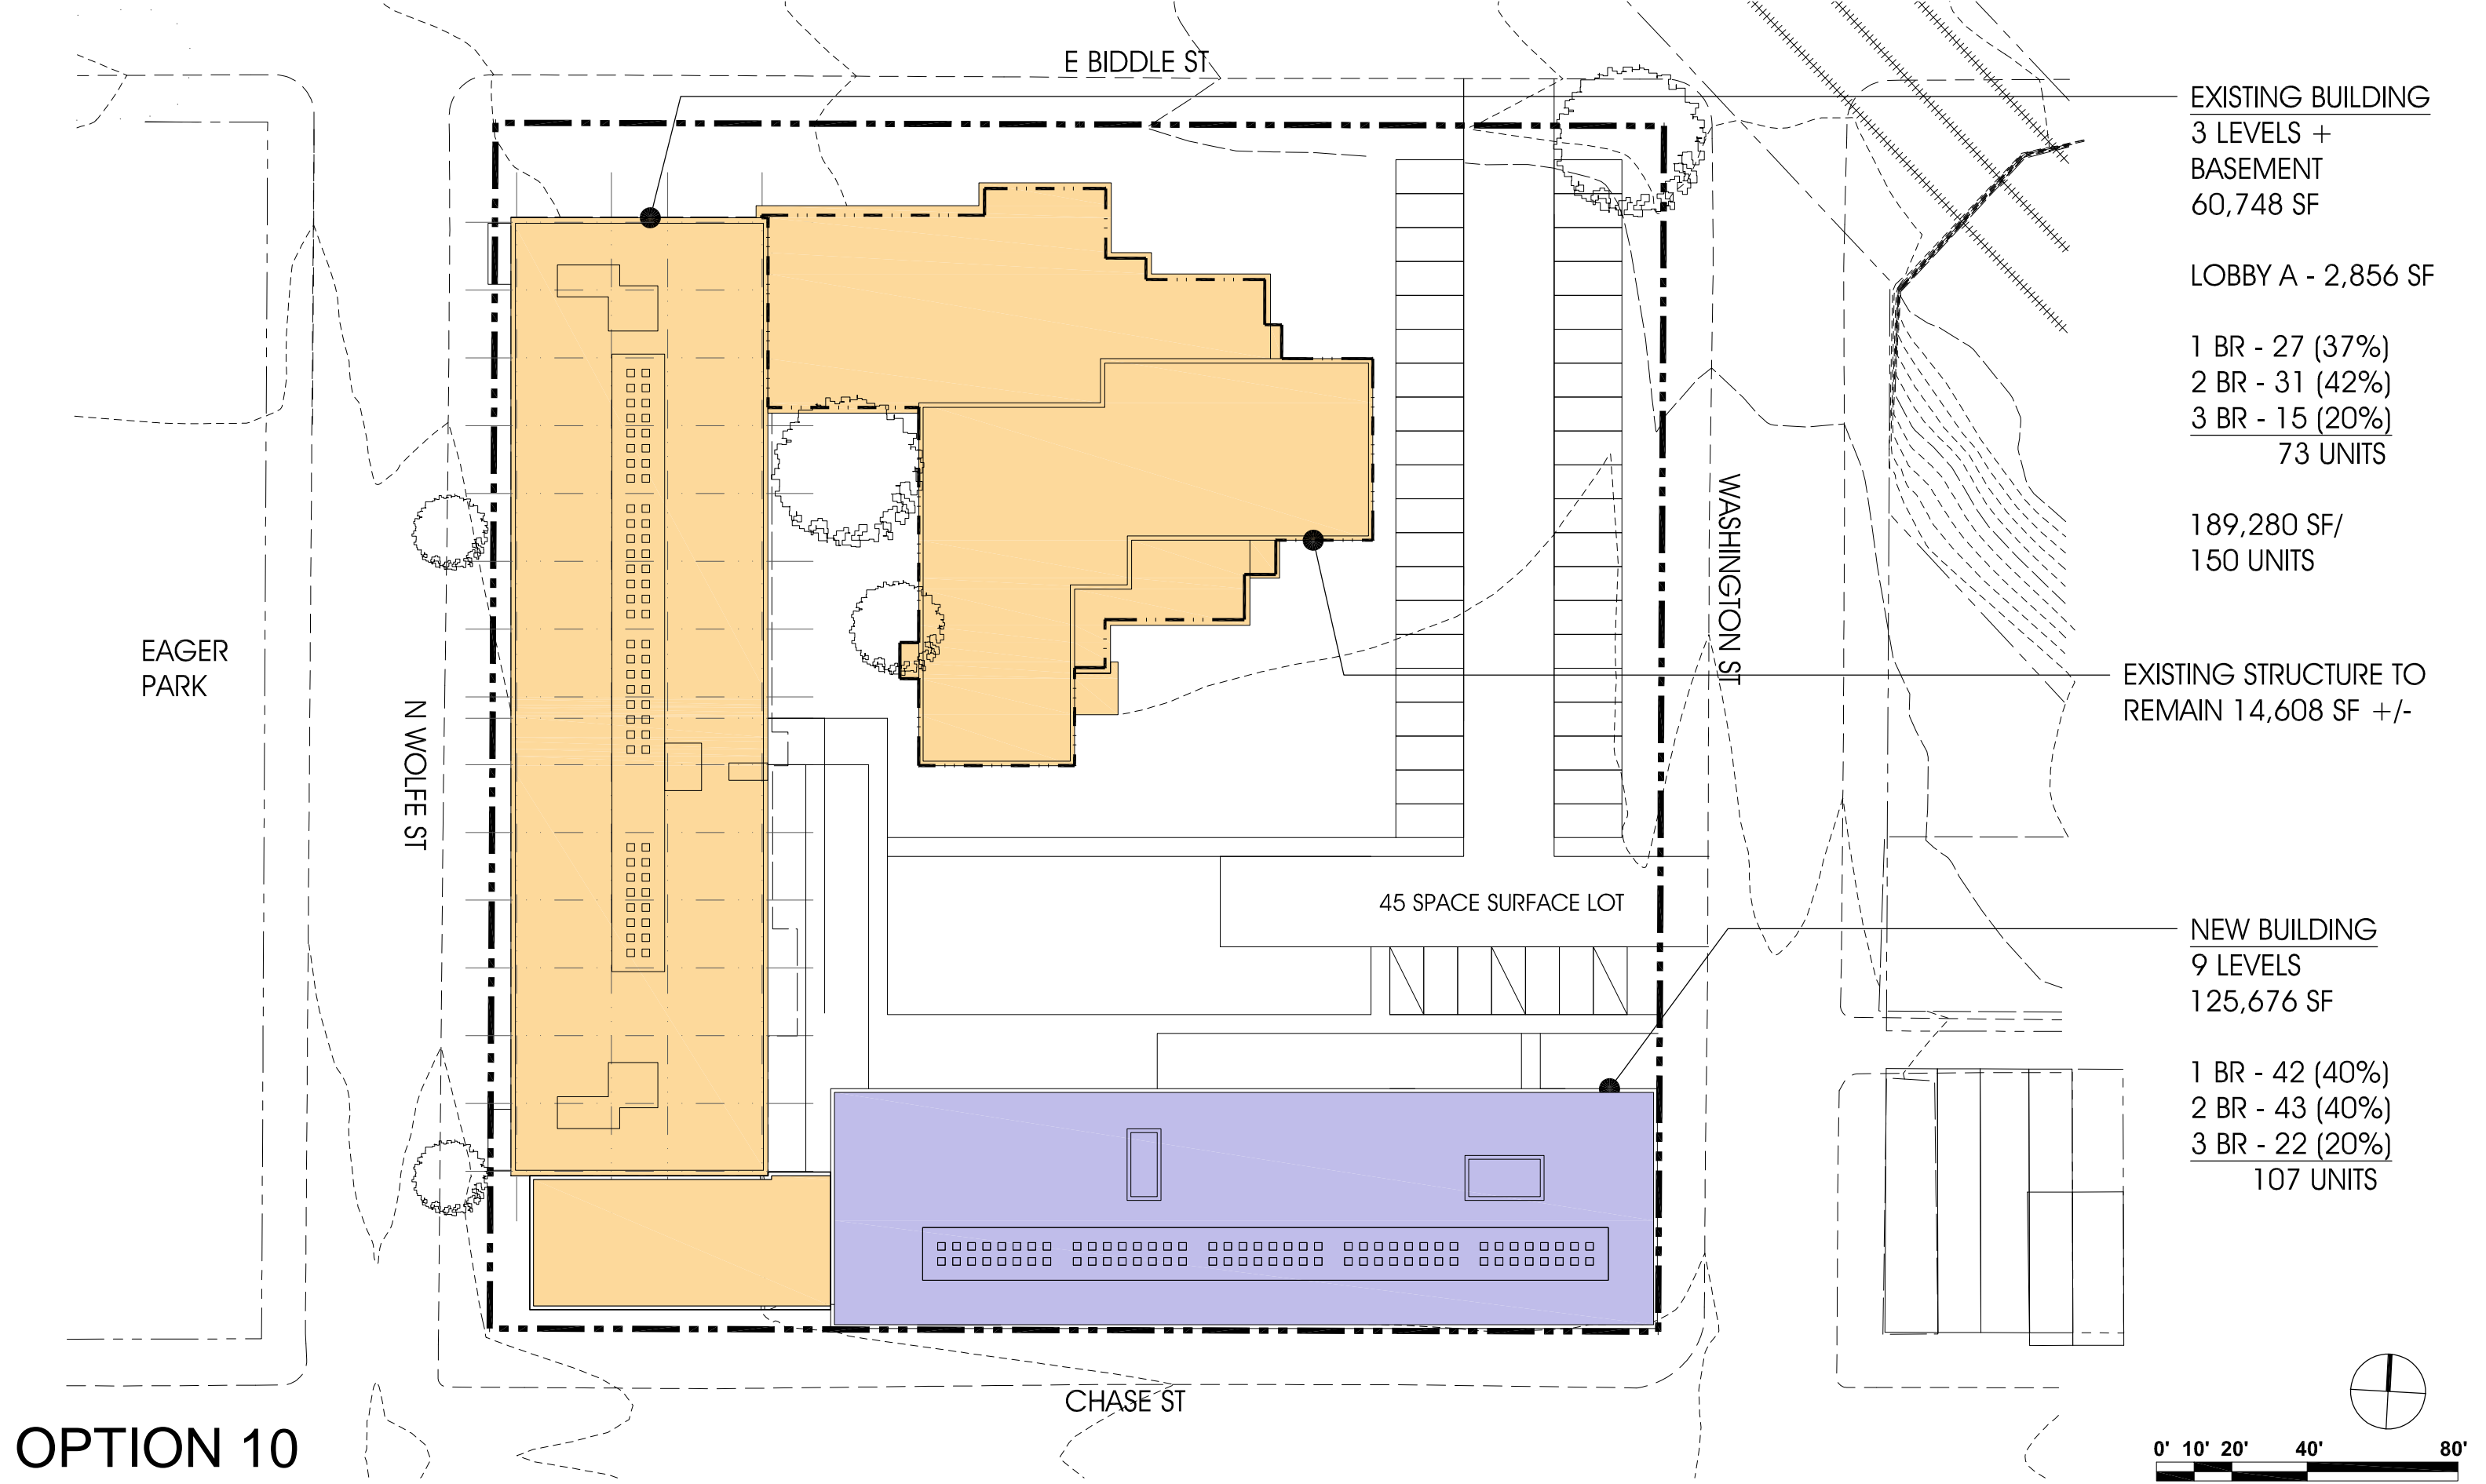 E BIDDLE ST
EXISTING BUILDING
3 LEVELS +
BASEMENT
60,748 SF
LOBBY A - 2,856 SF
1 BR - 27 (37%)
2 BR - 31 (42%)
3 BR - 15 (20%)
73 UNITS
189,280 SF/
150 UNITS
WASHINGTON ST
EAGER
PARK
N WOLFE ST
EXISTING STRUCTURE TO
REMAIN 14,608 SF +/-
45 SPACE SURFACE LOT
NEW BUILDING
9 LEVELS
125,676 SF
1 BR - 42 (40%)
2 BR - 43 (40%)
3 BR - 22 (20%)
107 UNITS
CHASE ST
OPTION 10
0' 10' 20' 40' 80'